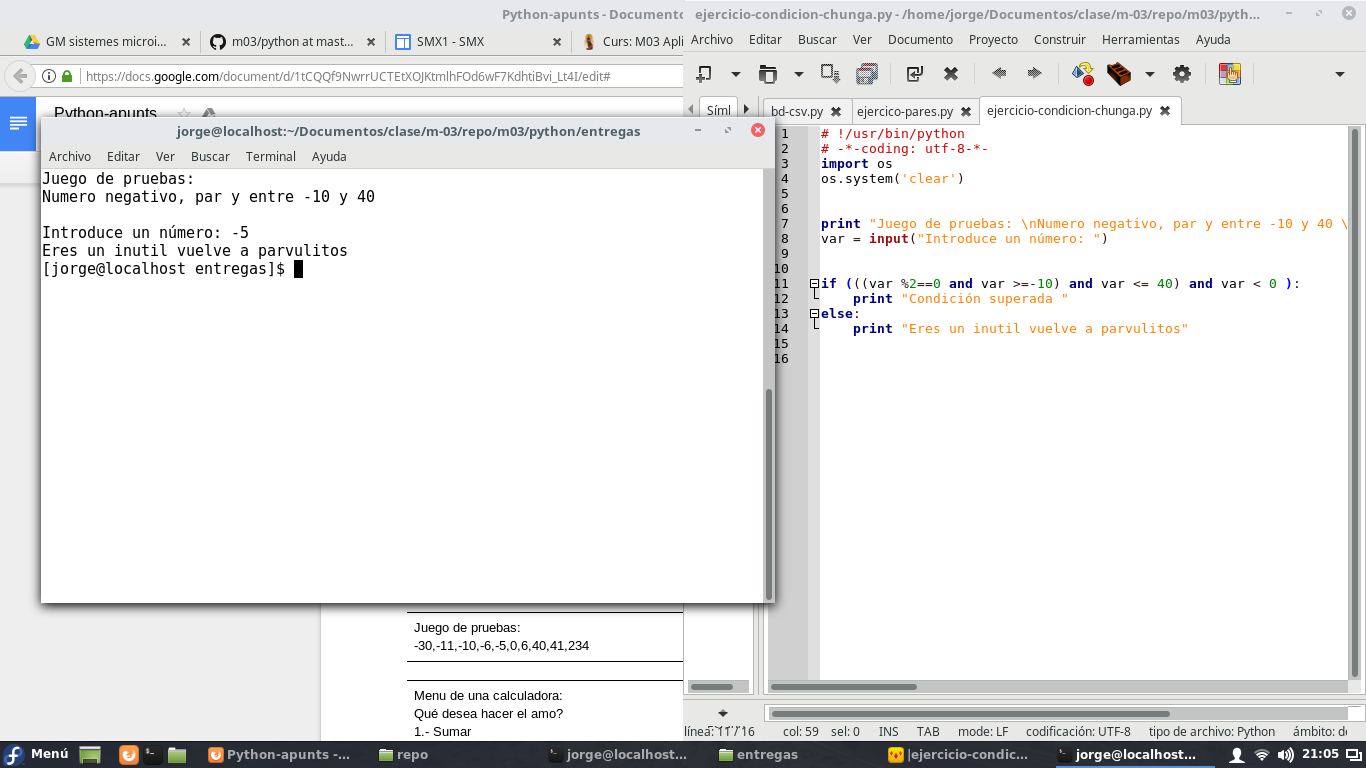 Python-apunts - Documento
ejercicio-condicion-chunga.py - /home/jorge/Documentos/clase/m-03/repo/m03/pyth...
GM sistemes microi...
m03/python at mast...
SMX1 - SMX
Curs: M03 Apli
Archivo Editar Buscar Ver Documento Proyecto Construir Herramientas Ayuda
https://docs.google.com/document/d/1tCQQf9NwrrUCTEtXOJKtmlhFOd6wF7KdhtiBvi_Lt4I/edit#
Python-apunts
Síml
bd-csv.py
ejercico-pares.py
ejercicio-condicion-chunga.py
jorge@localhost:~/Documentos/clase/m-03/repo/m03/python/entregas
Archivo Editar Ver Buscar Terminal Ayuda
Juego de pruebas:
Numero negativo, par y entre -10 y 40
Introduce un número: -5
Eres un inutil vuelve a parvulitos
[jorge@localhost entregas]$
1 # !/usr/bin/python
2 # -*-coding: utf-8-*-
3 import os
4 os.system('clear')
5
6
7 print "Juego de pruebas: \nNumero negativo, par y entre -10 y 40 \
8 var = input("Introduce un número: ")
9
10
11 if (((var %2==0 and var >=-10) and var <= 40) and var < 0 ):
12 print "Condición superada "
13 else:
14 print "Eres un inutil vuelve a parvulitos"
15
16
Juego de pruebas:
-30,-11,-10,-6,-5,0,6,40,41,234
Menu de una calculadora:
Qué desea hacer el amo?
1.- Sumar
línea: 11 / 16 col: 59 sel: 0 INS TAB mode: LF codificación: UTF-8 tipo de archivo: Python ámbito: de
Menú
Python-apunts -...
repo
jorge@localhost...
entregas
[ejercicio-condic...
jorge@localhost...
21:05